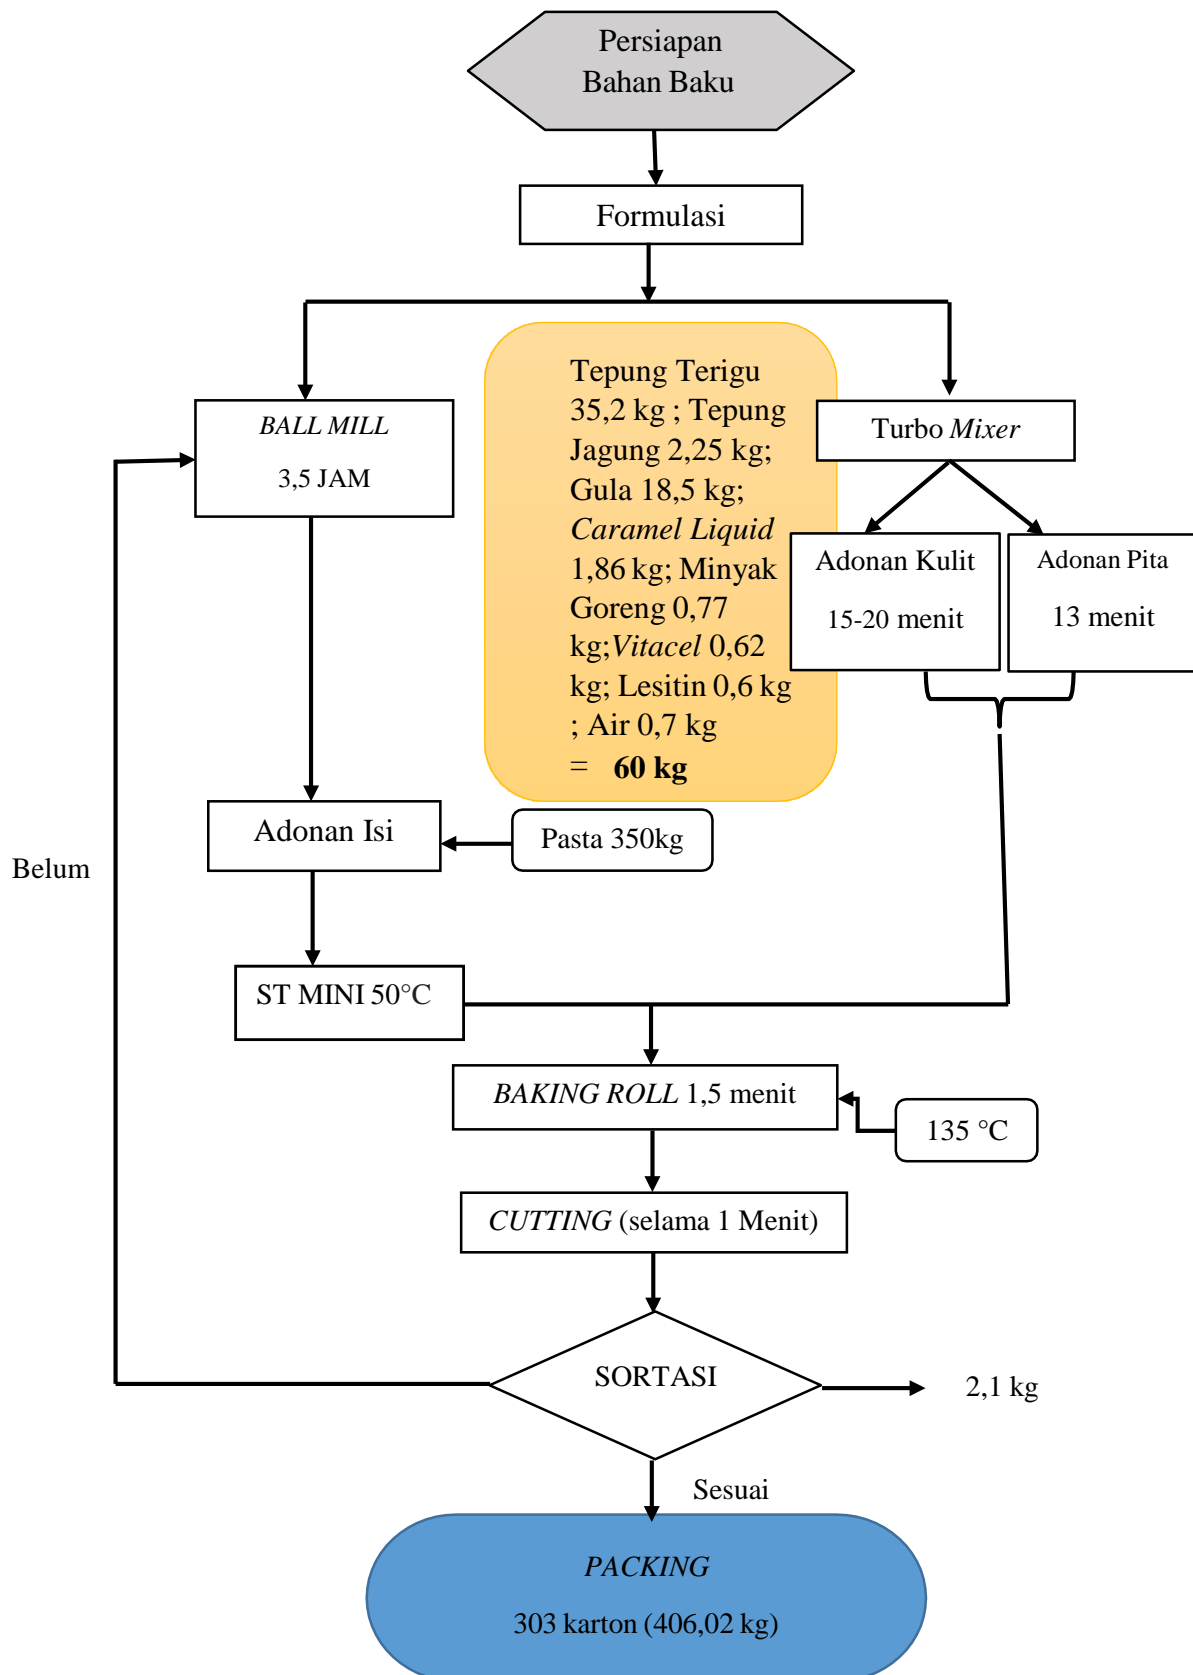 Persiapan
Bahan Baku
Formulasi
BALL MILL
3,5 JAM
Tepung Terigu
35,2 kg ; Tepung
Jagung 2,25 kg;
Gula 18,5 kg;
Caramel Liquid
1,86 kg; Minyak
Goreng 0,77
kg;Vitacel 0,62
kg; Lesitin 0,6 kg
; Air 0,7 kg
= 60 kg
Turbo Mixer
Adonan Kulit
15-20 menit
Adonan Pita
13 menit
Adonan Isi
Pasta 350kg
Belum
ST MINI 50°C
BAKING ROLL 1,5 menit
135 °C
CUTTING (selama 1 Menit)
SORTASI
2,1 kg
Sesuai
PACKING
303 karton (406,02 kg)